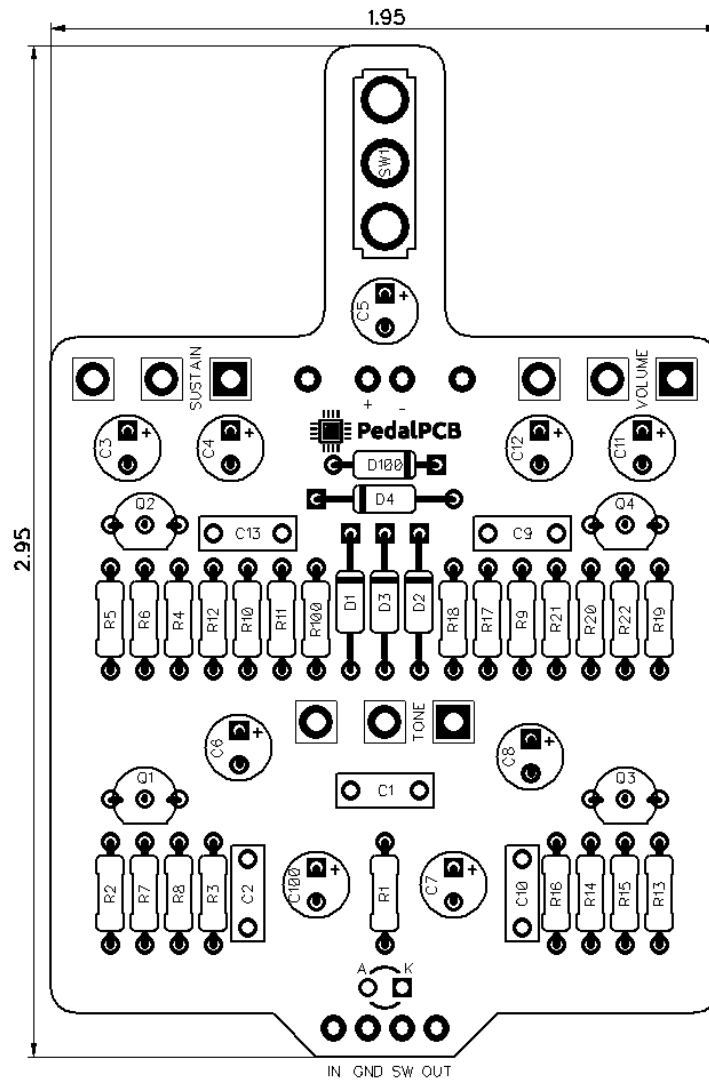 1.95
SW1
C5 +
SUSTAIN
VOLUME
+ -
C3 + C4 + PedalPCB C12 + C11 +
D100
D4
Q2 Q4
C13 C9
R5 R6 R4 R12 R10 R11 R100 D1 D3 D2 R18 R17 R9 R21 R20 R22 R19
2.95
TONE
C6 + C8 +
Q1 C1 Q3
R2 R7 R8 R3 C2 C100 + R1 C7 + C10 R16 R14 R15 R13
A K
IN GND SW OUT